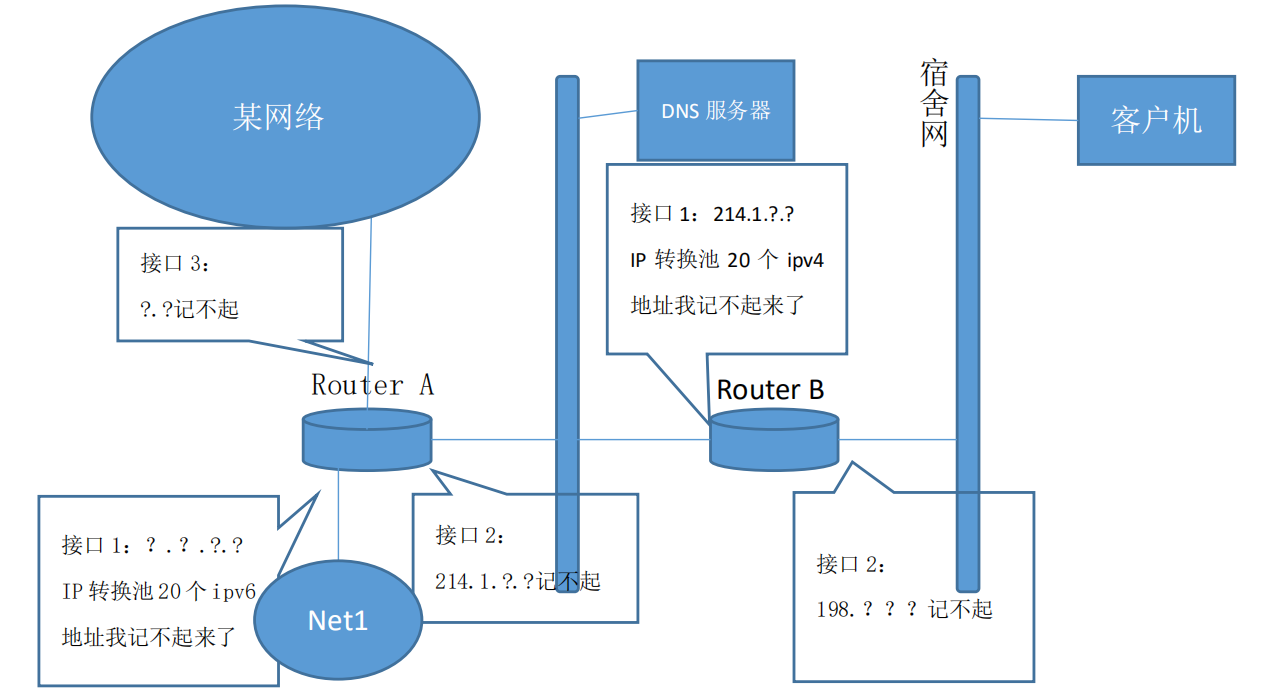 某网络
DNS 服务器
宿舍网
客户机
接口 1：214.1.?.?
IP 转换池 20 个 ipv4
地址我记不起来了
接口 3：
?.?记不起
Router A
Router B
接口 1：？.？.?.?
IP 转换池 20 个 ipv6
地址我记不起来了
Net1
接口 2：
214.1.?.?记不起
接口 2：
198.？？？记不起